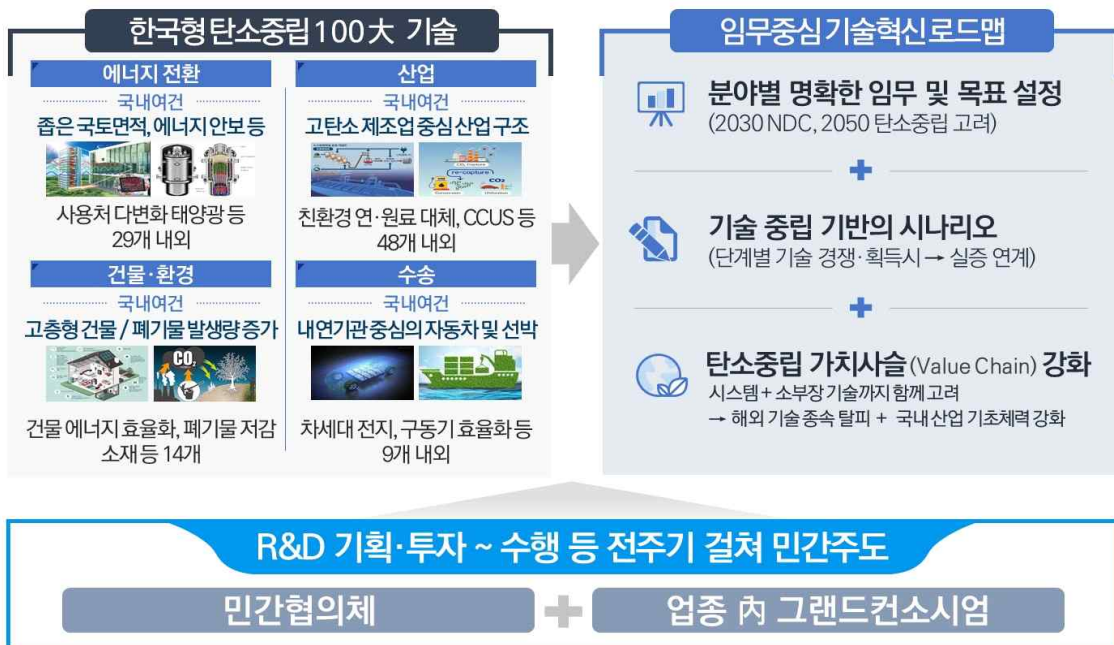 한국형 탄소중립 100大 기술
에너지 전환
국내여건
좁은 국토면적, 에너지 안보 등
사용처 다변화 태양광 등
29개 내외
산업
국내여건
고탄소 제조업 중심 산업 구조
re-capture
CO₂
친환경 연·원료 대체, CCUS 등
48개 내외
건물·환경
국내여건
고층형 건물 / 폐기물 발생량 증가
CO₂
건물 에너지 효율화, 폐기물 저감
소재 등 14개
수송
국내여건
내연기관 중심의 자동차 및 선박
차세대 전지, 구동기 효율화 등
9개 내외
임무중심 기술혁신 로드맵
분야별 명확한 임무 및 목표 설정
(2030 NDC, 2050 탄소중립 고려)
기술 중립 기반의 시나리오
(단계별 기술 경쟁·획득시 → 실증 연계)
탄소중립 가치사슬 (Value Chain) 강화
시스템 + 소부장 기술까지 함께 고려
→ 해외 기술 종속 탈피 + 국내 산업 기초체력 강화
R&D 기획·투자 ~ 수행 등 전주기 걸쳐 민간주도
민간협의체
업종 內 그랜드컨소시엄